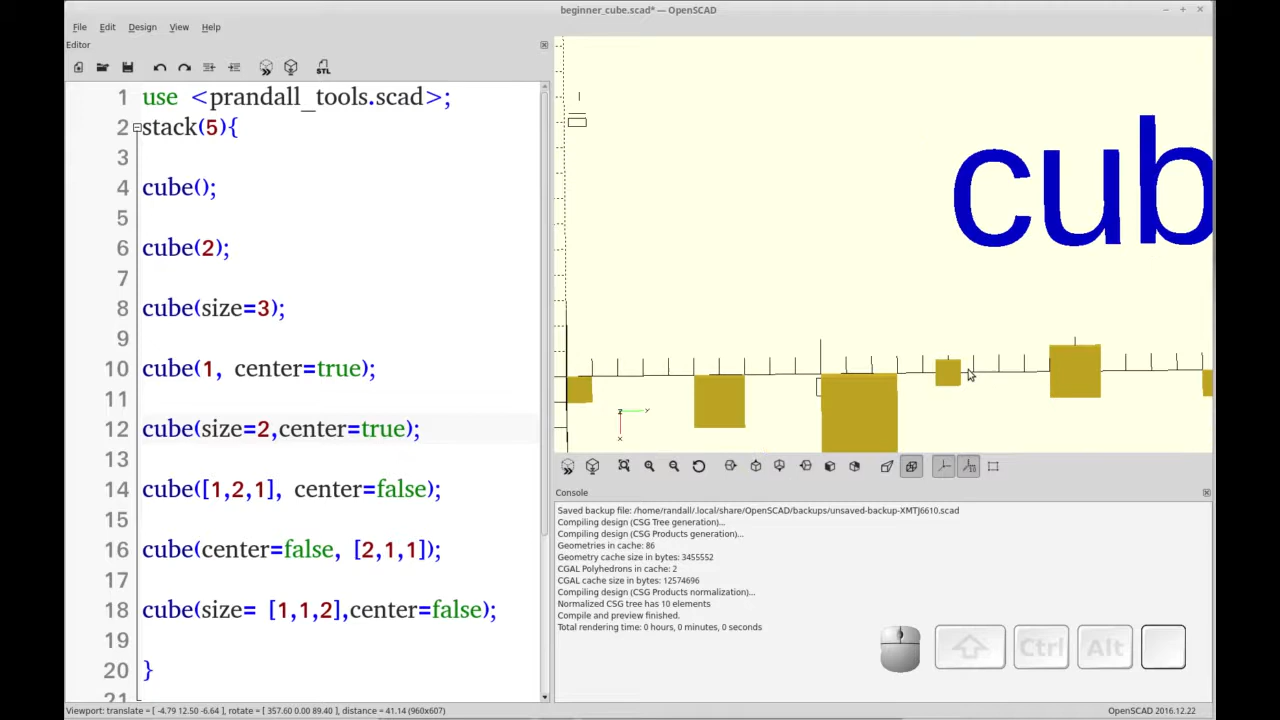 beginner_cube.scad* — OpenSCAD
File Edit Design View Help
Editor
STL
1 use <prandall_tools.scad>;
2 stack(5){
3
4 cube();
5
6 cube(2);
7
8 cube(size=3);
9
10 cube(1, center=true);
11
12 cube(size=2,center=true);
13
14 cube([1,2,1], center=false);
15
16 cube(center=false, [2,1,1]);
17
18 cube(size= [1,1,2],center=false);
19
20 }
21
cub
Console
Saved backup file: /home/randall/.local/share/OpenSCAD/backups/unsaved-backup-XMTJ6610.scad
Compiling design (CSG Tree generation)...
Compiling design (CSG Products generation)...
Geometries in cache: 86
Geometry cache size in bytes: 3455552
CGAL Polyhedrons in cache: 2
CGAL cache size in bytes: 12574696
Compiling design (CSG Products normalization)...
Normalized CSG tree has 10 elements
Compile and preview finished.
Total rendering time: 0 hours, 0 minutes, 0 seconds
Ctrl Alt
Viewport: translate = [ -4.79 12.50 -6.64 ], rotate = [ 357.60 0.00 89.40 ], distance = 41.14 (960x607)
OpenSCAD 2016.12.22